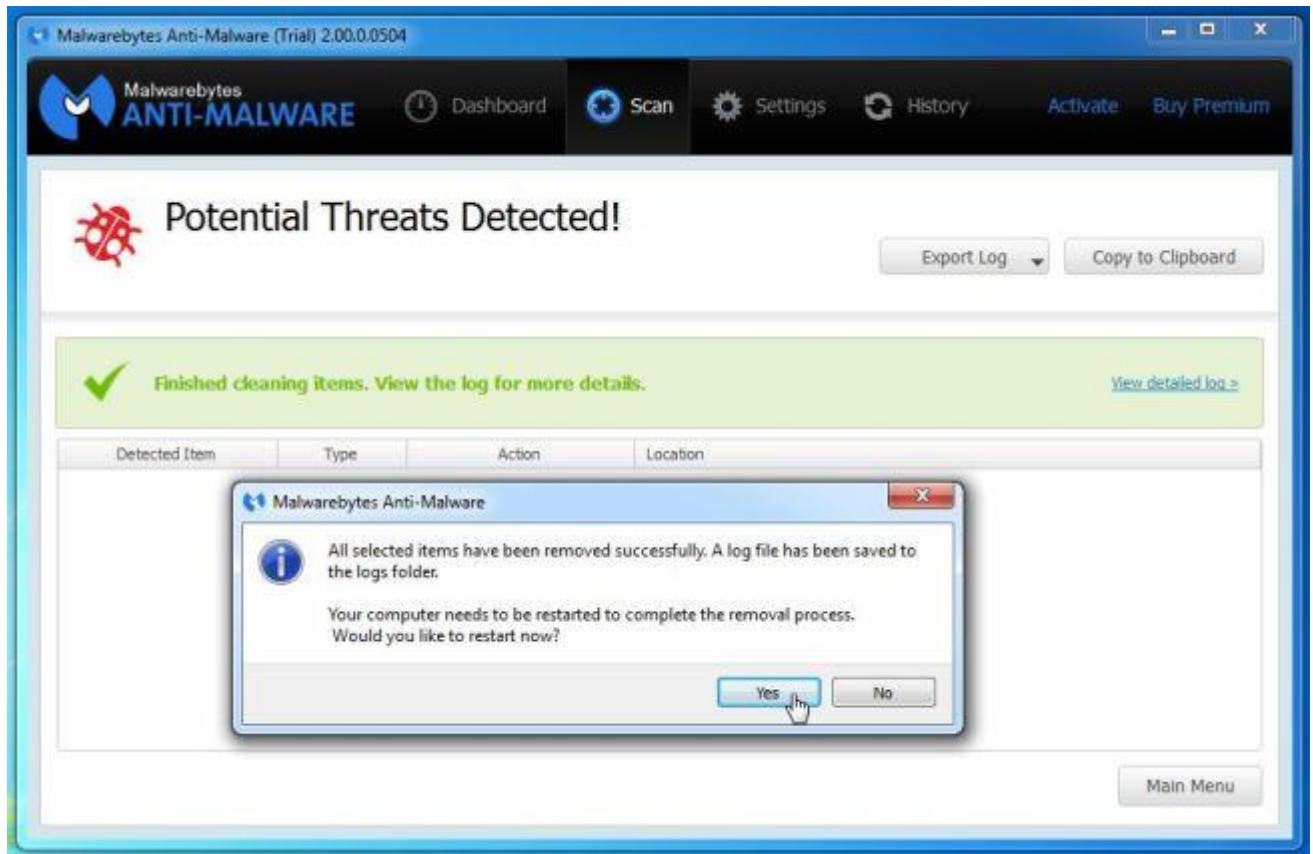 Malwarebytes Anti-Malware (Trial) 2.00.0.0504
Malwarebytes
ANTI-MALWARE
Dashboard
Scan
Settings
History
Activate
Buy Premium
Potential Threats Detected!
Export Log
Copy to Clipboard
Finished cleaning items. View the log for more details.
View detailed log »
Detected Item
Type
Action
Location
Malwarebytes Anti-Malware
All selected items have been removed successfully. A log file has been saved to
the logs folder.
Your computer needs to be restarted to complete the removal process.
Would you like to restart now?
Yes
No
Main Menu